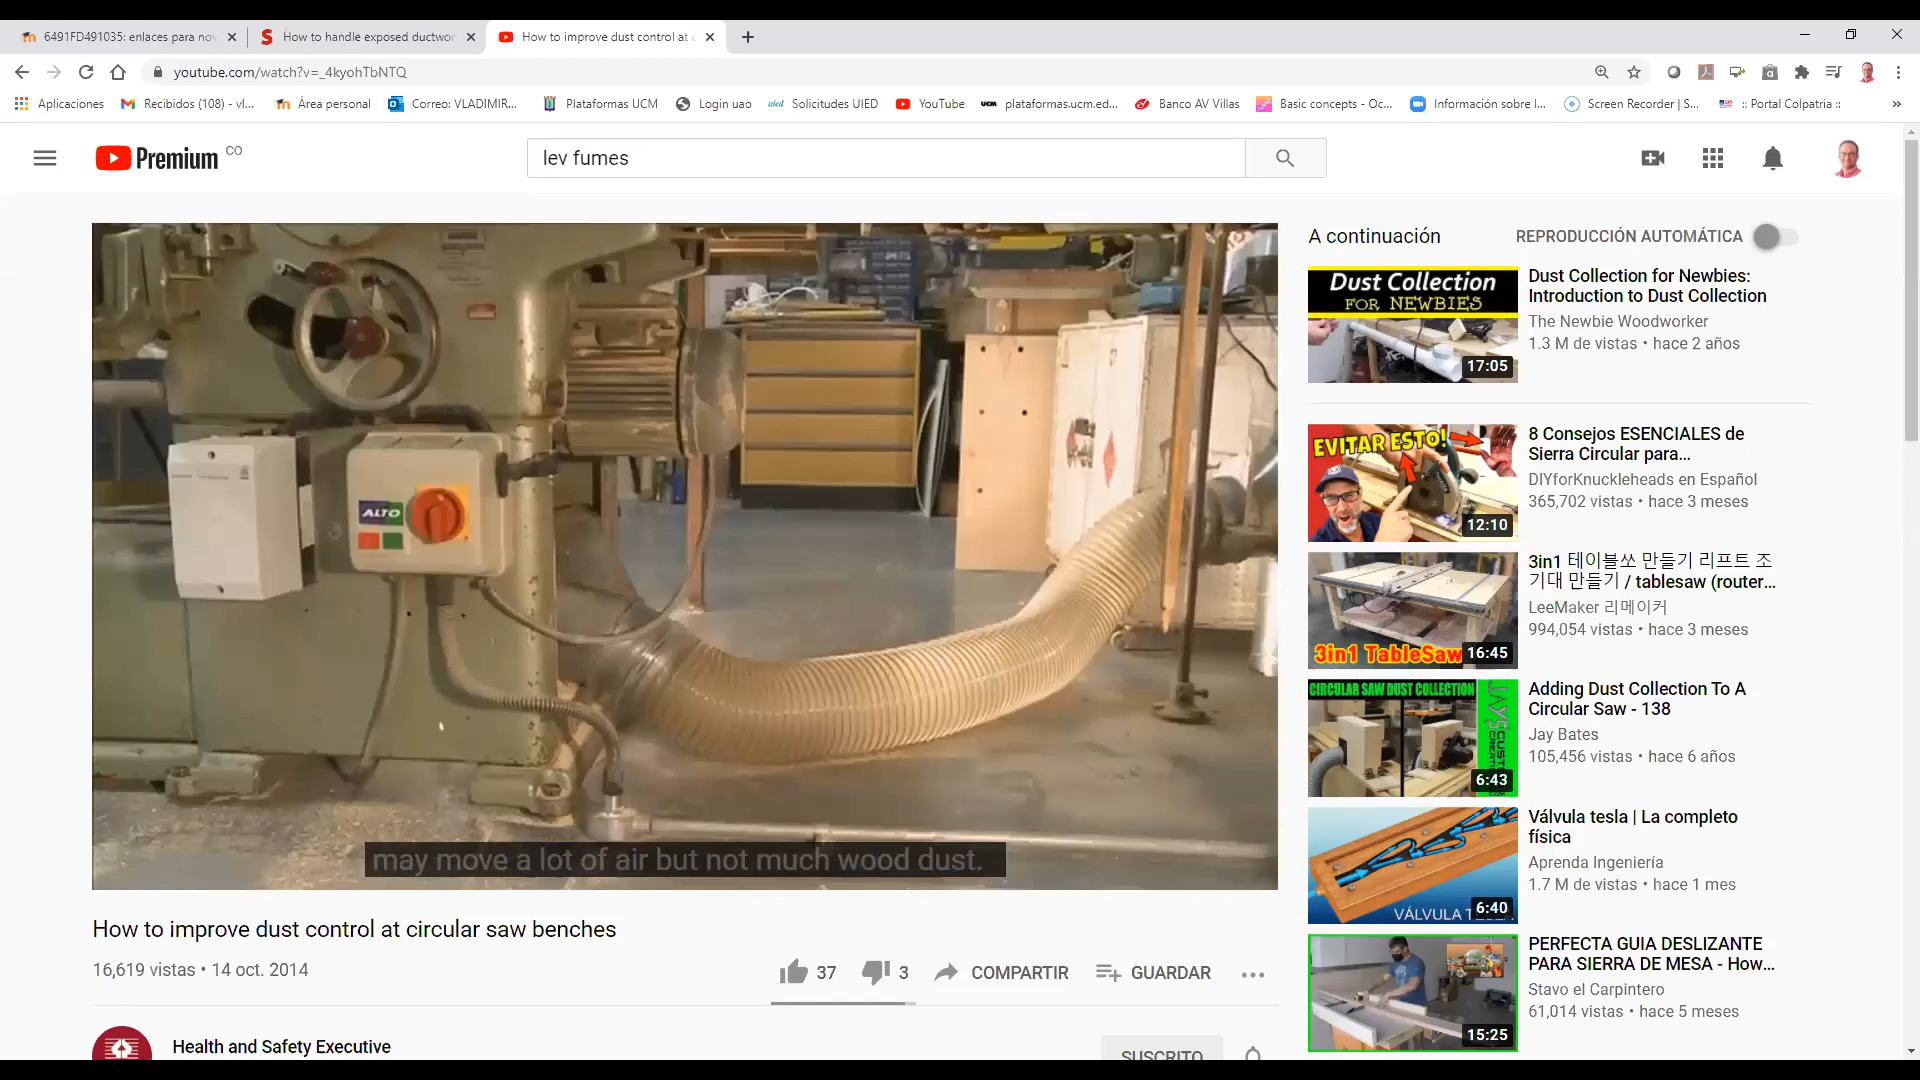 6491FD491035: enlaces para nov
How to handle exposed ductwor
How to improve dust control at c
youtube.com/watch?v=_4kyohTbNTQ
Aplicaciones
Recibidos (108) - vl...
Área personal
Correo: VLADIMIR...
Plataformas UCM
Login uao
Solicitudes UIED
YouTube
plataformas.ucm.ed...
Banco AV Villas
Basic concepts - Oc...
Información sobre l...
Screen Recorder | S...
:: Portal Colpatria ::
»
Premium CO
lev fumes
ALTO
may move a lot of air but not much wood dust.
How to improve dust control at circular saw benches
16,619 vistas • 14 oct. 2014
37
3
COMPARTIR
GUARDAR
Health and Safety Executive
SUSCRITO
A continuación
REPRODUCCIÓN AUTOMÁTICA
Dust Collection
FOR NEWBIES
17:05
Dust Collection for Newbies:
Introduction to Dust Collection
The Newbie Woodworker
1.3 M de vistas • hace 2 años
EVITAR ESTO!
12:10
8 Consejos ESENCIALES de
Sierra Circular para...
DIYforKnuckleheads en Español
365,702 vistas • hace 3 meses
3in1 TableSaw
16:45
3in1 테이블쏘 만들기 리프트 조
기대 만들기 / tablesaw (router...
LeeMaker 리메이커
994,054 vistas • hace 3 meses
CIRCULAR SAW DUST COLLECTION
JAYS CUSTOM CREATIONS
6:43
Adding Dust Collection To A
Circular Saw - 138
Jay Bates
105,456 vistas • hace 6 años
VÁLVULA
6:40
Válvula tesla | La completo
física
Aprenda Ingeniería
1.7 M de vistas • hace 1 mes
15:25
PERFECTA GUIA DESLIZANTE
PARA SIERRA DE MESA - How...
Stavo el Carpintero
61,014 vistas • hace 5 meses